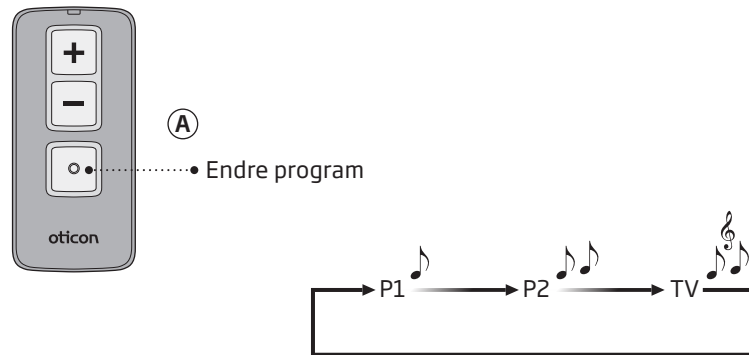 +
−
A
Endre program
oticon
P1 P2 TV